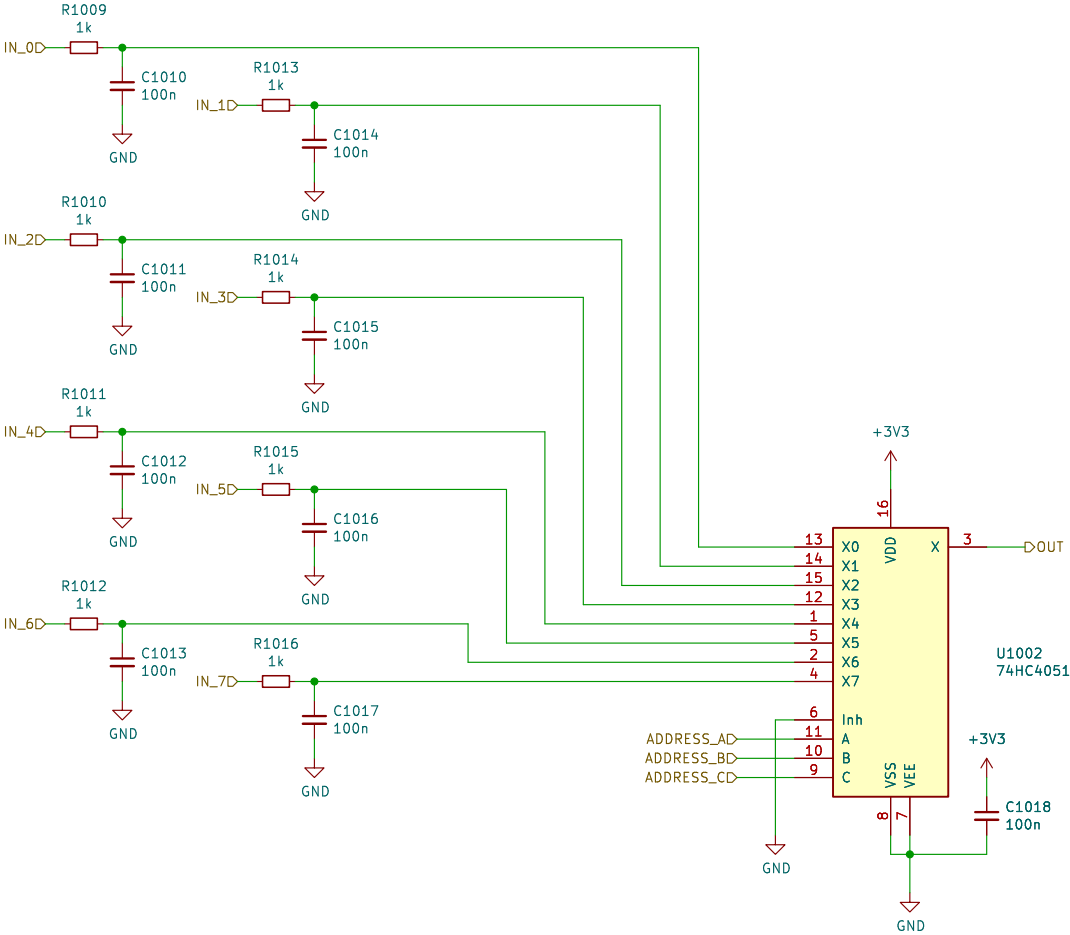 R1009
1k
IN_0
C1010
100n
GND
R1013
1k
IN_1
C1014
100n
GND
R1010
1k
IN_2
C1011
100n
GND
R1014
1k
IN_3
C1015
100n
GND
R1011
1k
IN_4
C1012
100n
GND
R1015
1k
IN_5
C1016
100n
GND
R1012
1k
IN_6
C1013
100n
GND
R1016
1k
IN_7
C1017
100n
GND
+3V3
16
VDD
13 X0
14 X1
15 X2
12 X3
1 X4
5 X5
2 X6
4 X7
6 Inh
ADDRESS_A 11 A
ADDRESS_B 10 B
ADDRESS_C 9 C
X 3 OUT
U1002
74HC4051
VSS VEE
8 7
GND
+3V3
C1018
100n
GND